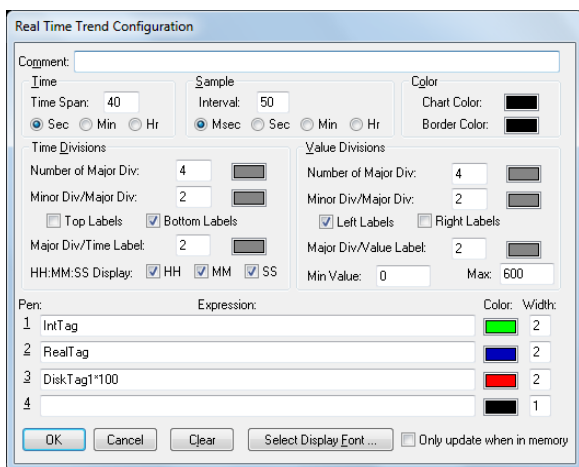 Real Time Trend Configuration
Comment:
Time
Sample
Color
Time Span: 40
Interval: 50
Chart Color:
Sec Min Hr
Msec Sec Min Hr
Border Color:
Time Divisions
Value Divisions
Number of Major Div: 4
Number of Major Div: 4
Minor Div/Major Div: 2
Minor Div/Major Div: 2
Top Labels Bottom Labels
Left Labels Right Labels
Major Div/Time Label: 2
Major Div/Value Label: 2
HH:MM:SS Display: HH MM SS
Min Value: 0 Max: 600
Pen: Expression: Color: Width:
1 IntTag 2
2 RealTag 2
3 DiskTag1*100 2
4 1
OK Cancel Clear Select Display Font ... Only update when in memory